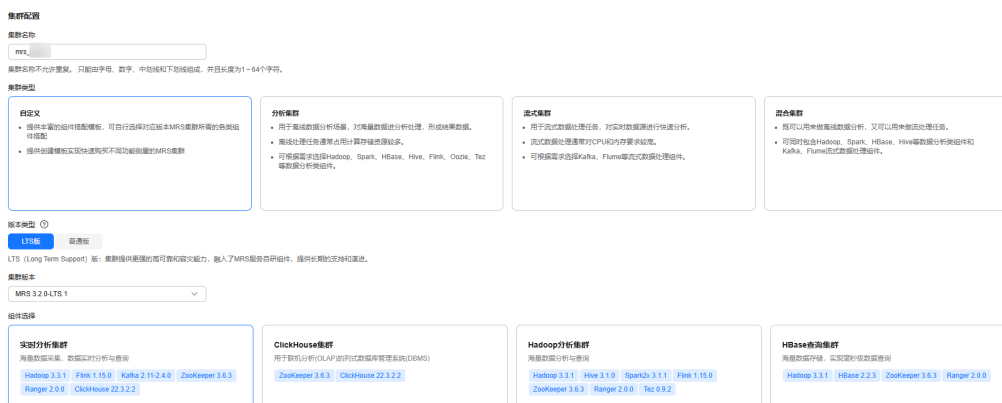 集群配置
集群名称
mrs_
集群名称不允许重复。 只能由字母、数字、中划线和下划线组成，并且长度为1~64个字符。
集群类型
自定义
• 提供丰富的组件搭配模板，可自行选择对应版本MRS集群所需的各类组
件搭配
• 提供创建模板实现快速购买不同功能侧重的MRS集群
分析集群
• 用于离线数据分析场景，对海量数据进分析处理，形成结果数据。
• 离线处理任务通常占用计算存储资源较多。
• 可根据需求选择Hadoop、Spark、HBase、Hive、Flink、Oozie、Tez
等数据分析类组件。
流式集群
• 用于流式数据处理任务，对实时数据源进行快速分析。
• 流式数据处理通常对CPU和内存要求较高。
• 可根据需求选择Kafka、Flume等流式数据处理组件。
混合集群
• 既可以用来做离线数据分析，又可以用来做流处理任务。
• 可同时包含Hadoop、Spark、HBase、Hive等数据分析类组件和
Kafka、Flume流式数据处理组件。
版本类型 ?
LTS版 普通版
LTS（Long Term Support）版：集群提供更强的高可靠和容灾能力，融入了MRS服务自研组件，提供长期的支持和演进。
集群版本
MRS 3.2.0-LTS.1
组件选择
实时分析集群
海量数据采集、数据实时分析与查询
Hadoop 3.3.1 Flink 1.15.0 Kafka 2.11-2.4.0 ZooKeeper 3.6.3
Ranger 2.0.0 ClickHouse 22.3.2.2
ClickHouse集群
用于联机分析(OLAP)的列式数据库管理系统(DBMS)
ZooKeeper 3.6.3 ClickHouse 22.3.2.2
Hadoop分析集群
海量数据分析与查询
Hadoop 3.3.1 Hive 3.1.0 Spark2x 3.1.1 Flink 1.15.0
ZooKeeper 3.6.3 Ranger 2.0.0 Tez 0.9.2
HBase查询集群
海量数据存储，实现毫秒级数据查询
Hadoop 3.3.1 HBase 2.2.3 ZooKeeper 3.6.3 Ranger 2.0.0